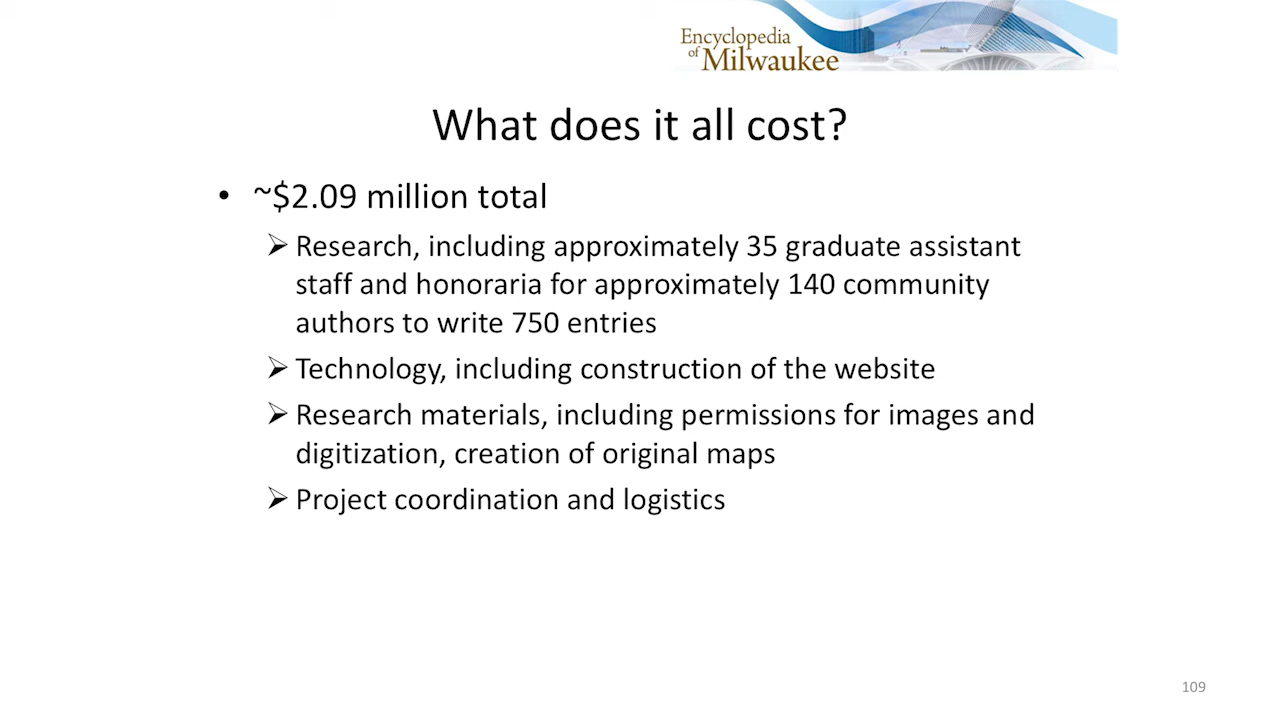 Encyclopedia
of Milwaukee
What does it all cost?
• ~$2.09 million total
➢ Research, including approximately 35 graduate assistant
staff and honoraria for approximately 140 community
authors to write 750 entries
➢ Technology, including construction of the website
➢ Research materials, including permissions for images and
digitization, creation of original maps
➢ Project coordination and logistics
109